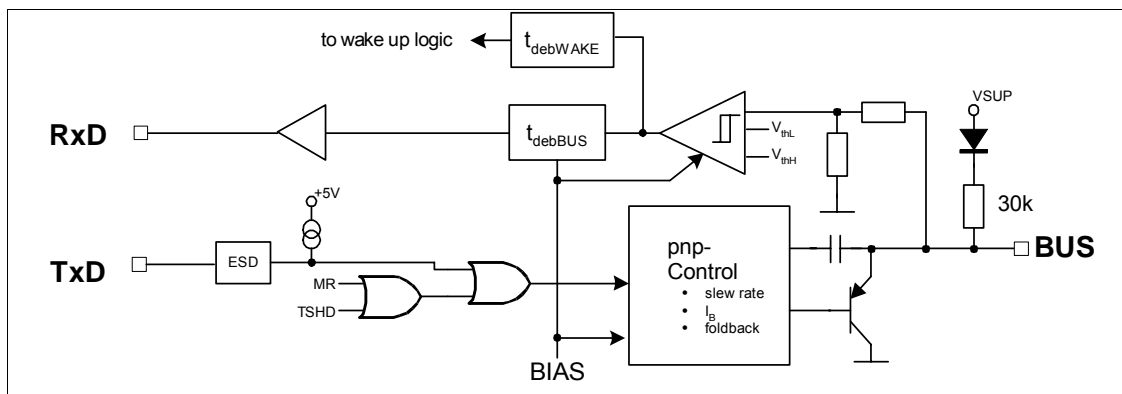 to wake up logic
tdebWAKE
VSUP
RxD
tdebBUS
VthL
VthH
+5V
30k
TxD
ESD
MR
TSHD
pnp-
Control
• slew rate
• IB
• foldback
BUS
BIAS